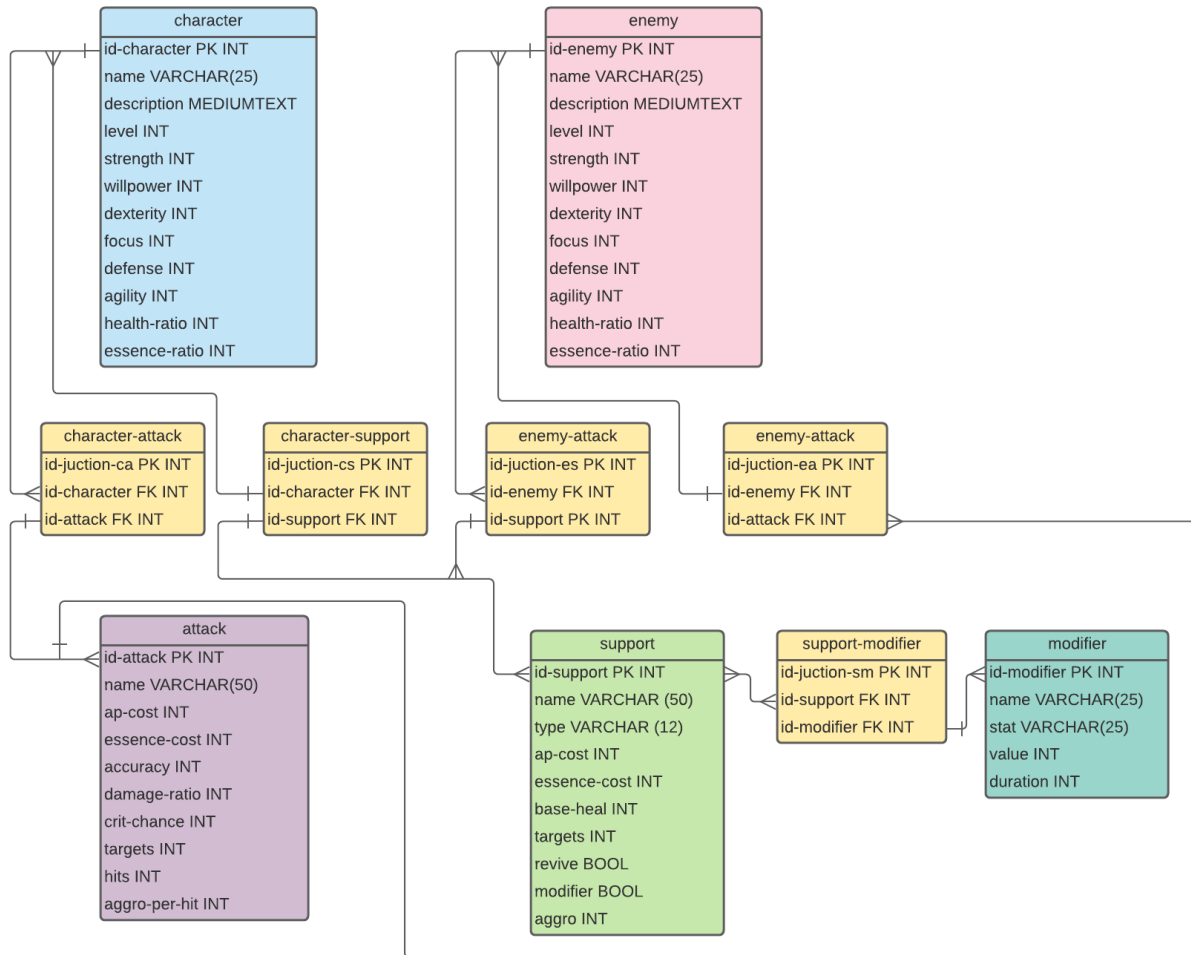 character
id-character PK INT
name VARCHAR(25)
description MEDIUMTEXT
level INT
strength INT
willpower INT
dexterity INT
focus INT
defense INT
agility INT
health-ratio INT
essence-ratio INT
enemy
id-enemy PK INT
name VARCHAR(25)
description MEDIUMTEXT
level INT
strength INT
willpower INT
dexterity INT
focus INT
defense INT
agility INT
health-ratio INT
essence-ratio INT
character-attack
id-juction-ca PK INT
id-character FK INT
id-attack FK INT
character-support
id-juction-cs PK INT
id-character FK INT
id-support FK INT
enemy-attack
id-juction-es PK INT
id-enemy FK INT
id-support PK INT
enemy-attack
id-juction-ea PK INT
id-enemy FK INT
id-attack FK INT
attack
id-attack PK INT
name VARCHAR(50)
ap-cost INT
essence-cost INT
accuracy INT
damage-ratio INT
crit-chance INT
targets INT
hits INT
aggro-per-hit INT
support
id-support PK INT
name VARCHAR (50)
type VARCHAR (12)
ap-cost INT
essence-cost INT
base-heal INT
targets INT
revive BOOL
modifier BOOL
aggro INT
support-modifier
id-juction-sm PK INT
id-support FK INT
id-modifier FK INT
modifier
id-modifier PK INT
name VARCHAR(25)
stat VARCHAR(25)
value INT
duration INT